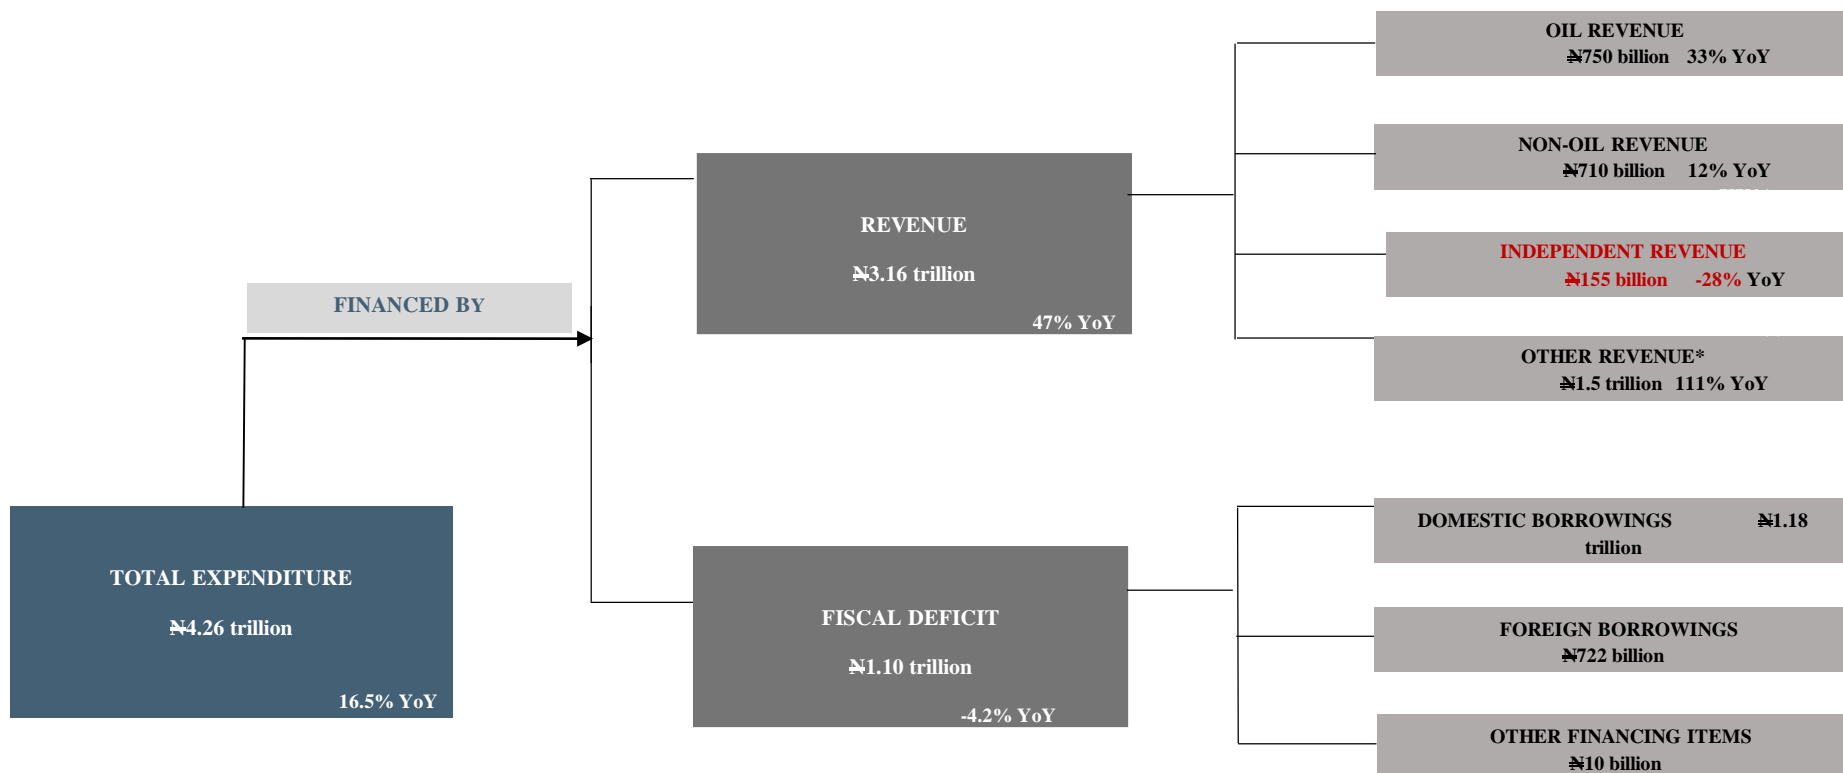 OIL REVENUE
₦750 billion 33% YoY
NON-OIL REVENUE
₦710 billion 12% YoY
REVENUE
₦3.16 trillion
47% YoY
INDEPENDENT REVENUE
₦155 billion -28% YoY
FINANCED BY
OTHER REVENUE*
₦1.5 trillion 111% YoY
DOMESTIC BORROWINGS ₦1.18
trillion
TOTAL EXPENDITURE
₦4.26 trillion
16.5% YoY
FISCAL DEFICIT
₦1.10 trillion
-4.2% YoY
FOREIGN BORROWINGS
₦722 billion
OTHER FINANCING ITEMS
₦10 billion